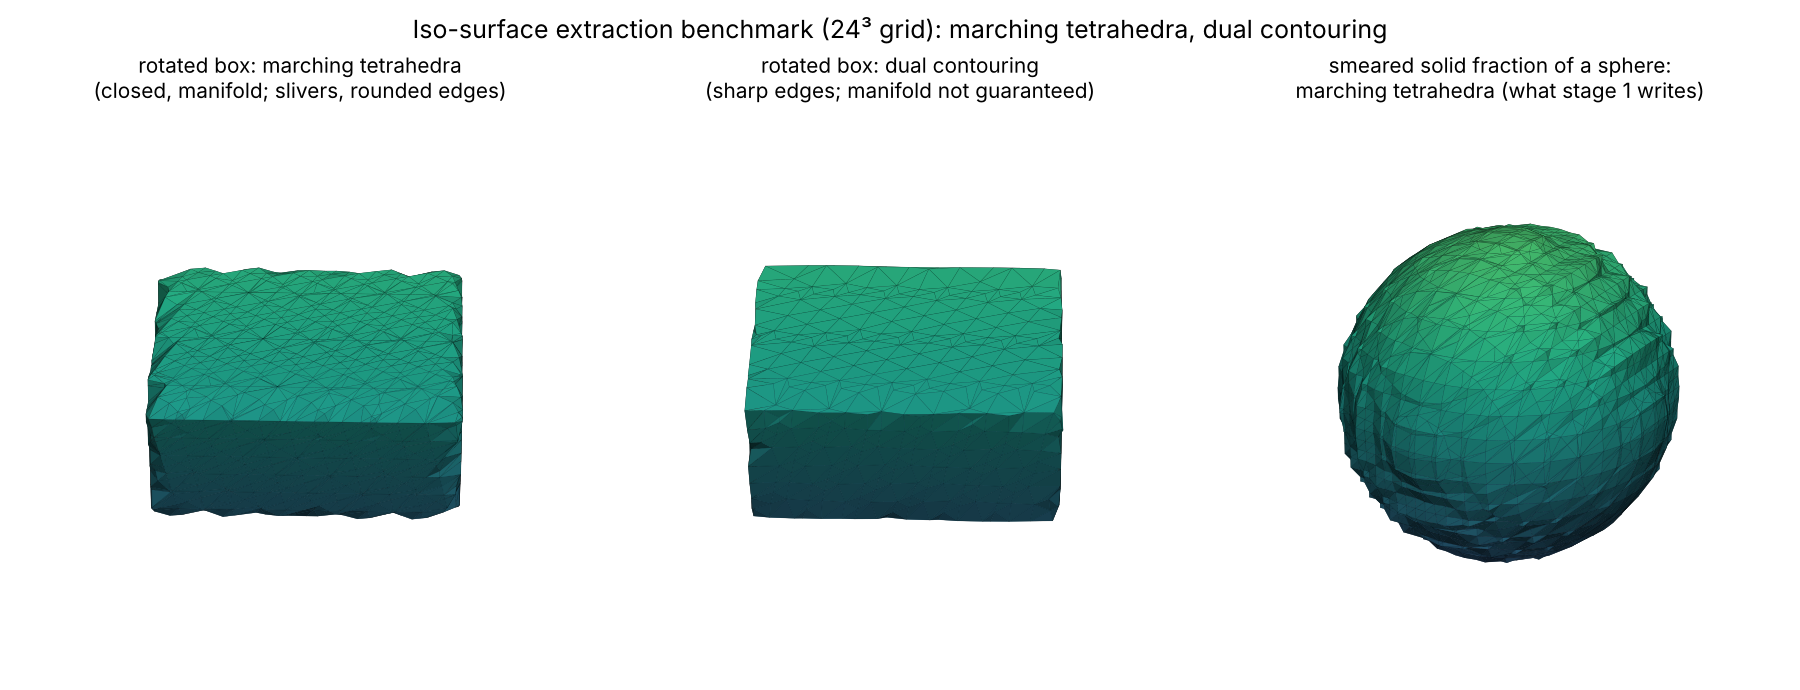 Iso-surface extraction benchmark (24³ grid): marching tetrahedra, dual contouring
rotated box: marching tetrahedra
(closed, manifold; slivers, rounded edges)
rotated box: dual contouring
(sharp edges; manifold not guaranteed)
smeared solid fraction of a sphere:
marching tetrahedra (what stage 1 writes)